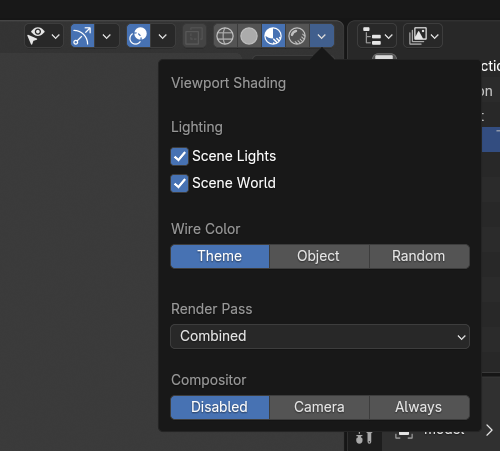 Viewport Shading
Lighting
Scene Lights
Scene World
Wire Color
Theme Object Random
Render Pass
Combined
Compositor
Disabled Camera Always